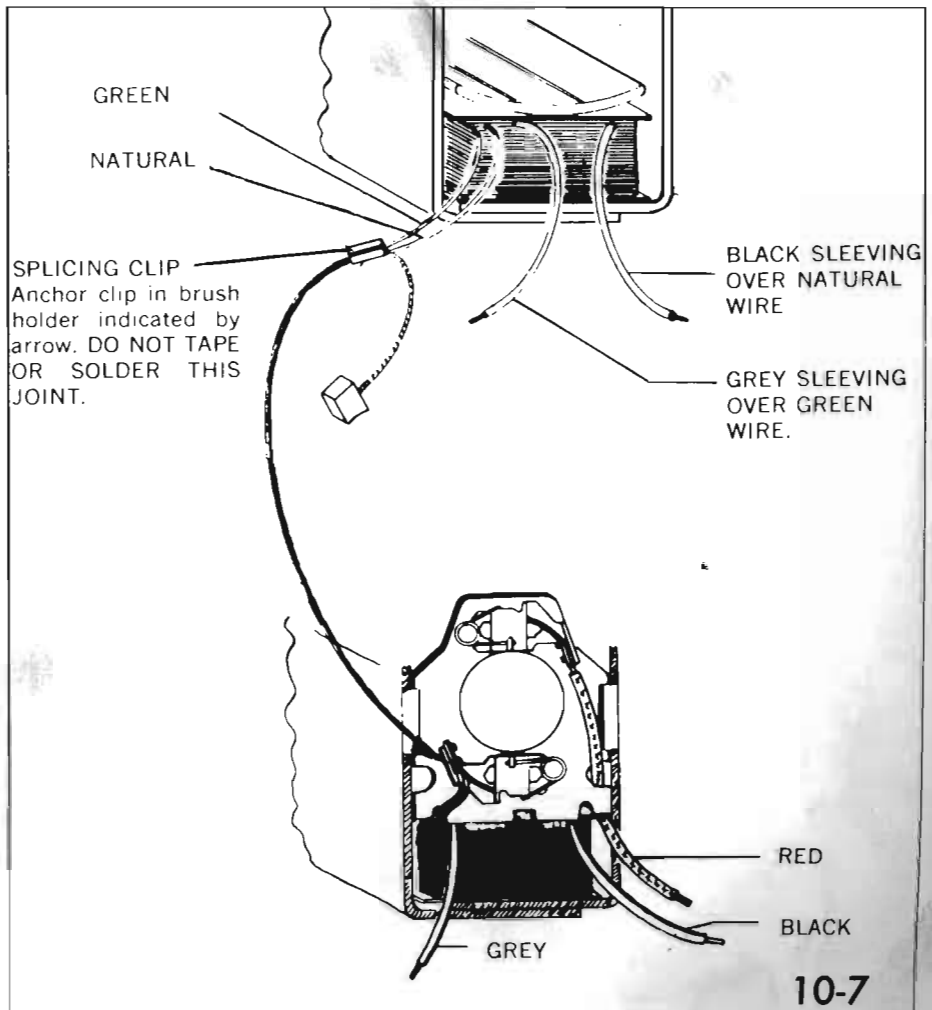 GREEN
NATURAL
SPLICING CLIP
Anchor clip in brush
holder indicated by
arrow. DO NOT TAPE
OR SOLDER THIS
JOINT.
BLACK SLEEVING
OVER NATURAL
WIRE
GREY SLEEVING
OVER GREEN
WIRE.
RED
BLACK
GREY
10-7